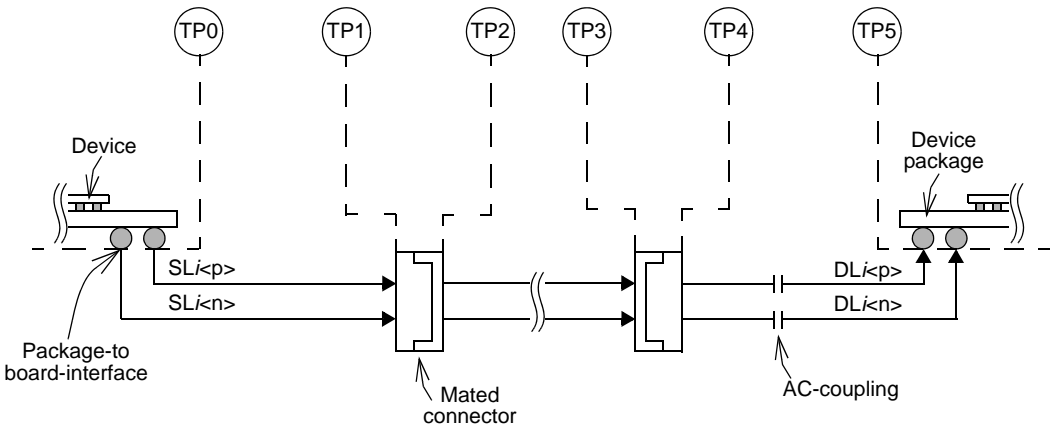 TP0
TP1
TP2
TP3
TP4
TP5
Device
Device
package
SLi<p>
DLi<p>
SLi<n>
DLi<n>
Package-to
board-interface
Mated
connector
AC-coupling